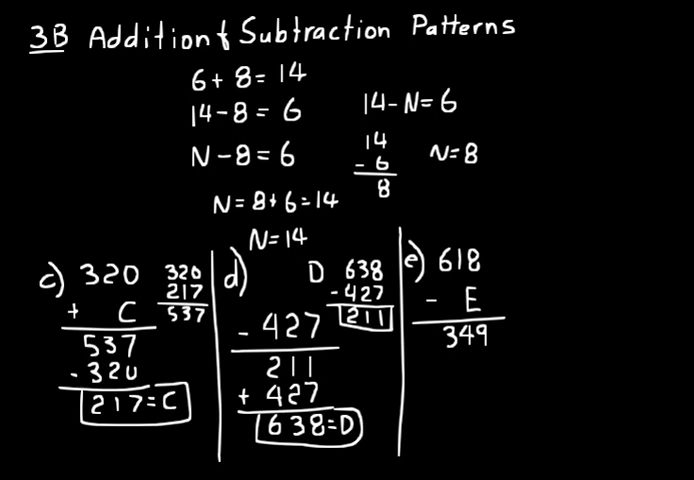 3B Addition & Subtraction Patterns
6 + 8 = 14
14 - 8 = 6
14 - N = 6
N - 8 = 6
14
- 6
8
N = 8
N = 8 + 6 = 14
N = 14
c) 320
+ C
537
- 320
217 = C
320
217
537
d) D
- 427
211
+ 427
638 = D
638
- 427
211
e) 618
- E
349